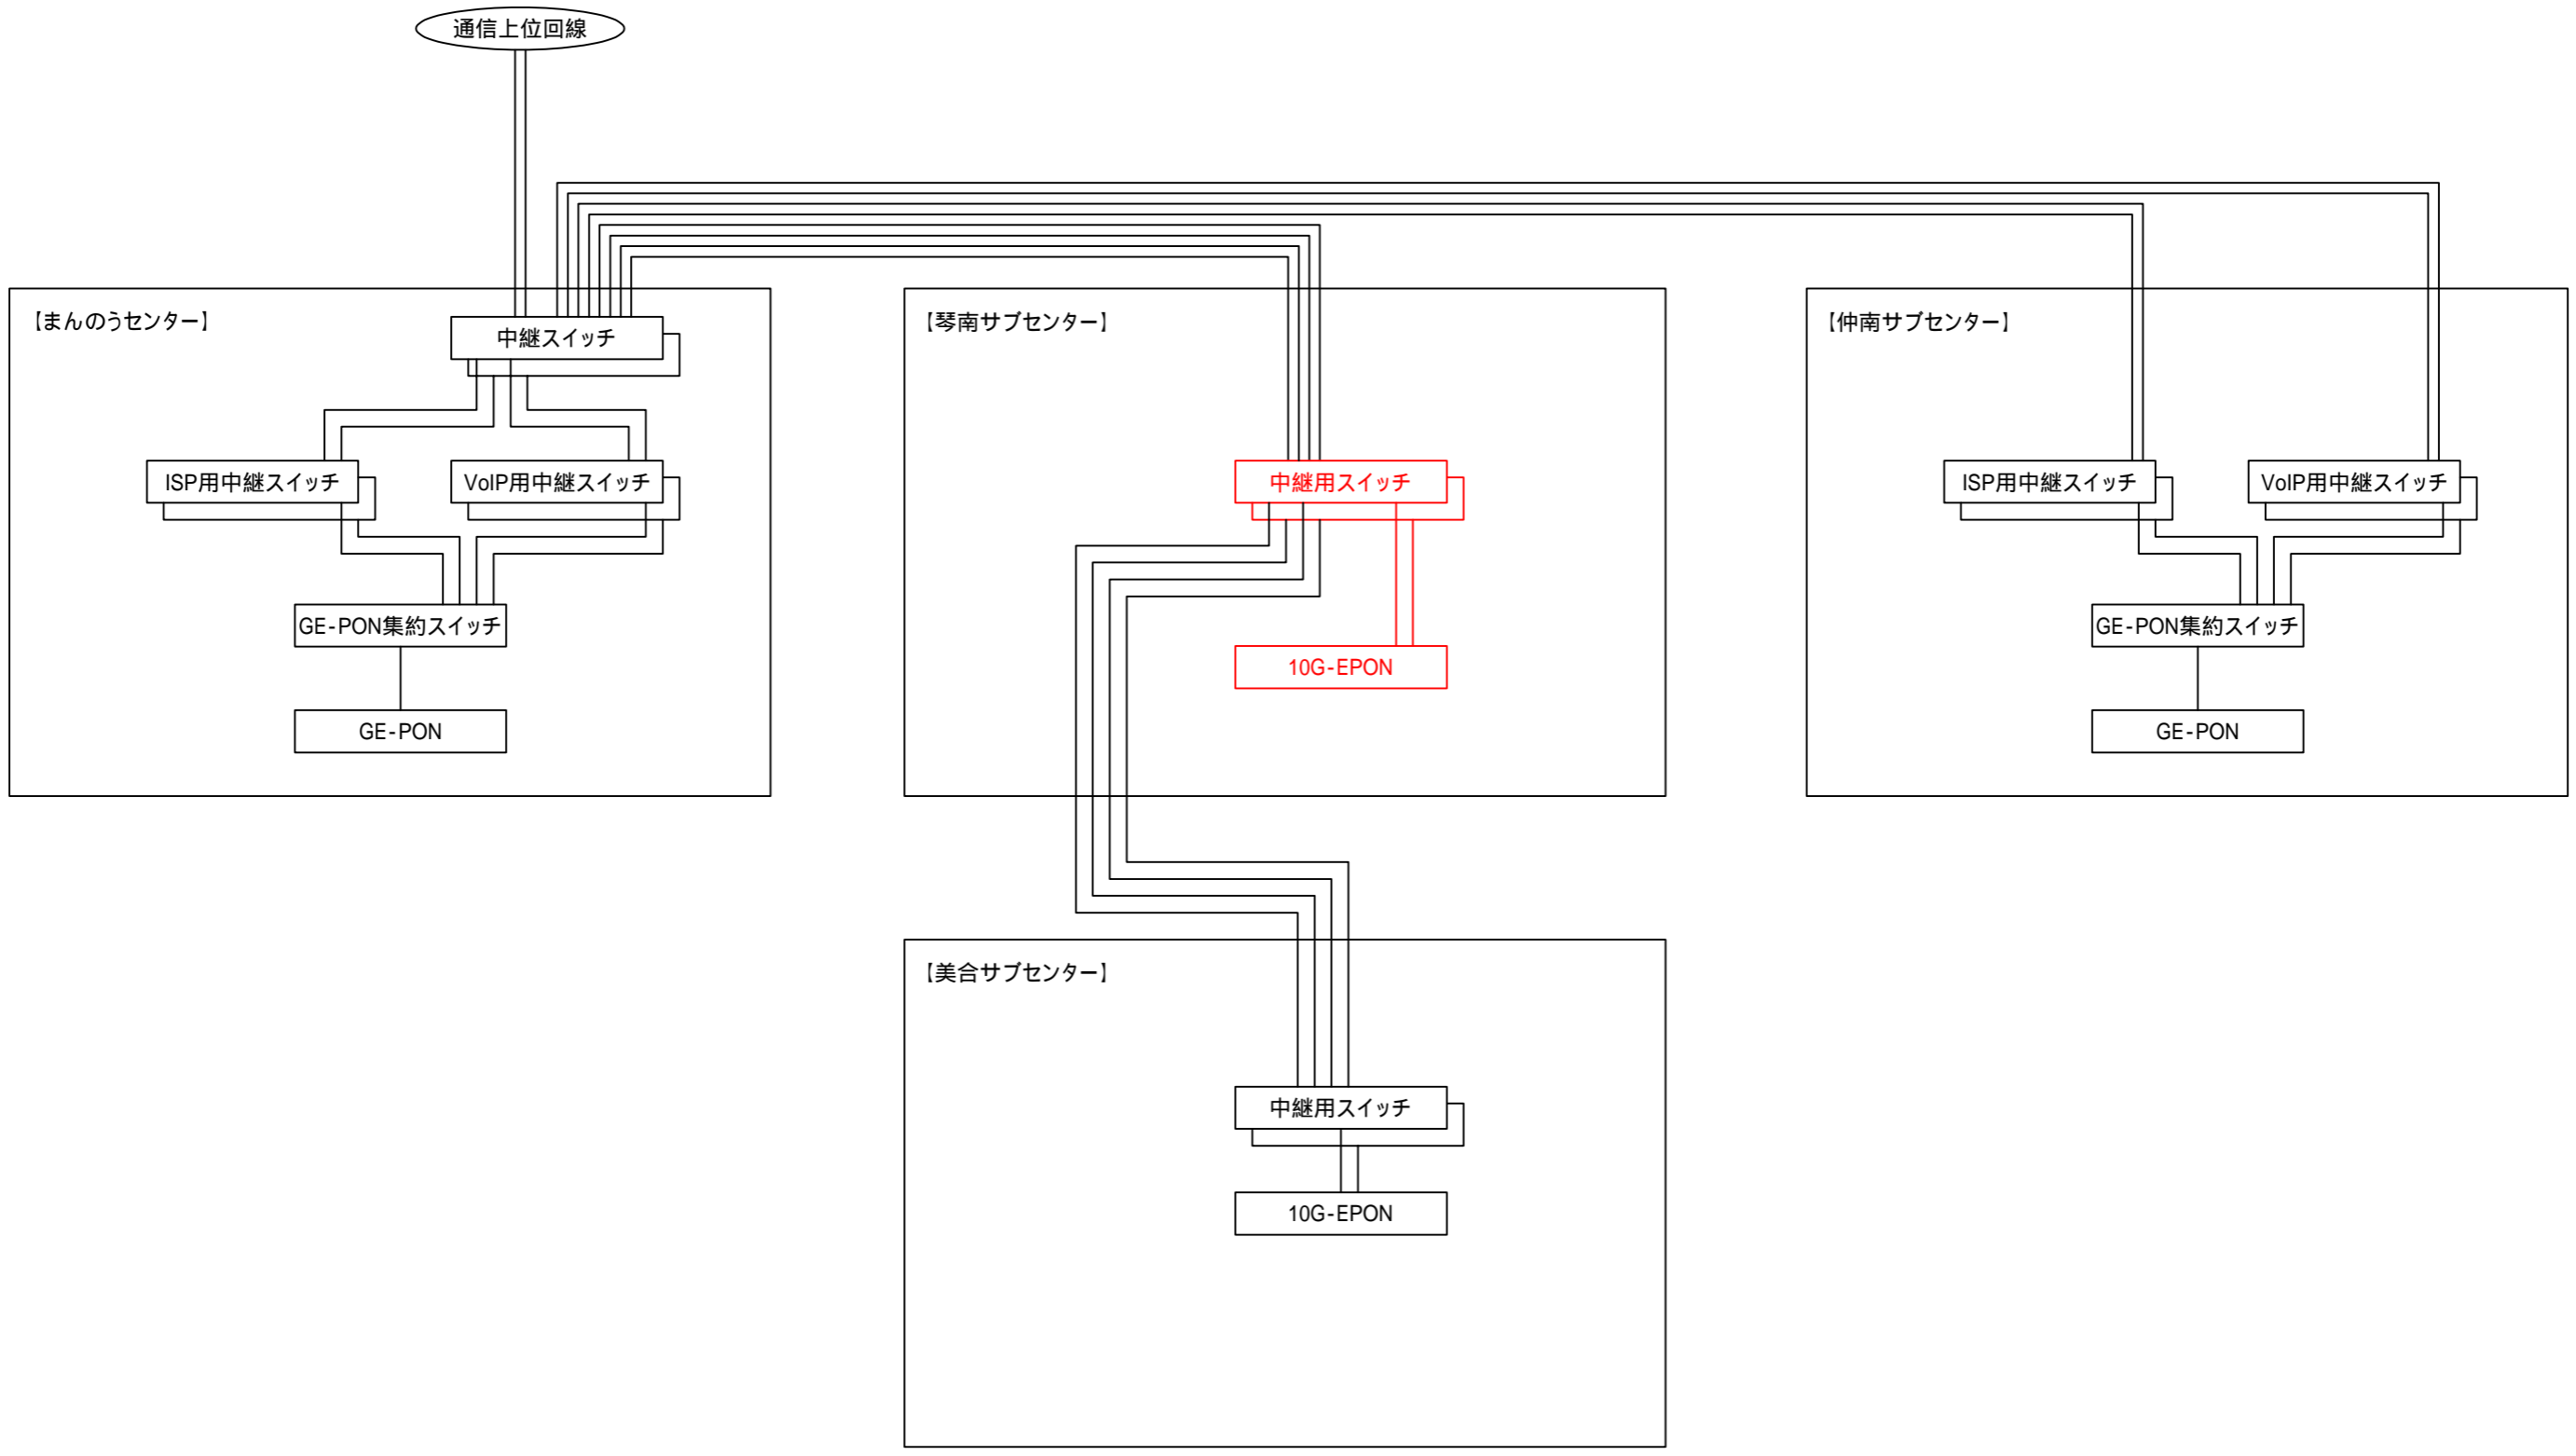 通信上位回線
【まんのうセンター】
中継スイッチ
ISP用中継スイッチ
VoIP用中継スイッチ
GE-PON集約スイッチ
GE-PON
【琴南サブセンター】
中継用スイッチ
10G-EPON
【仲南サブセンター】
ISP用中継スイッチ
VoIP用中継スイッチ
GE-PON集約スイッチ
GE-PON
【美合サブセンター】
中継用スイッチ
10G-EPON